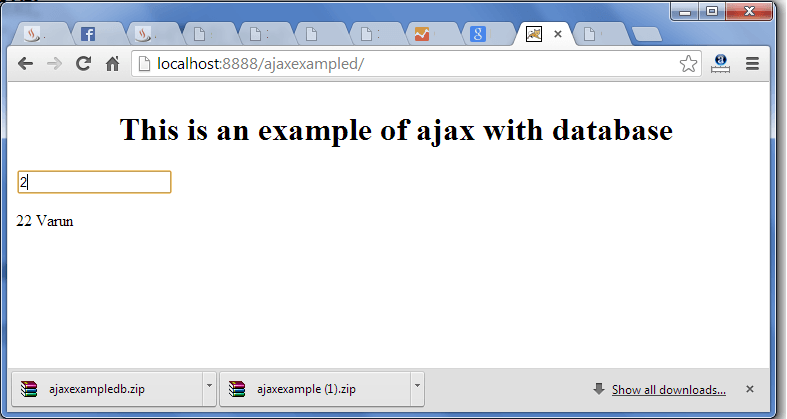 localhost:8888/ajaxexampled/
This is an example of ajax with database
2
22 Varun
ajaxexampledb.zip
ajaxexample (1).zip
Show all downloads...